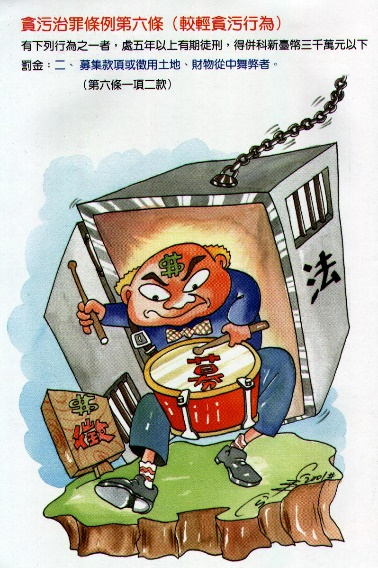 貪污治罪條例第六條（較輕貪污行為）
有下列行為之一者，處五年以上有期徒刑，得併科新臺幣三千萬元以下
罰金：二、募集款項或徵用土地、財物從中舞弊者。
（第六條一項二款）
法
$
募
$
徵